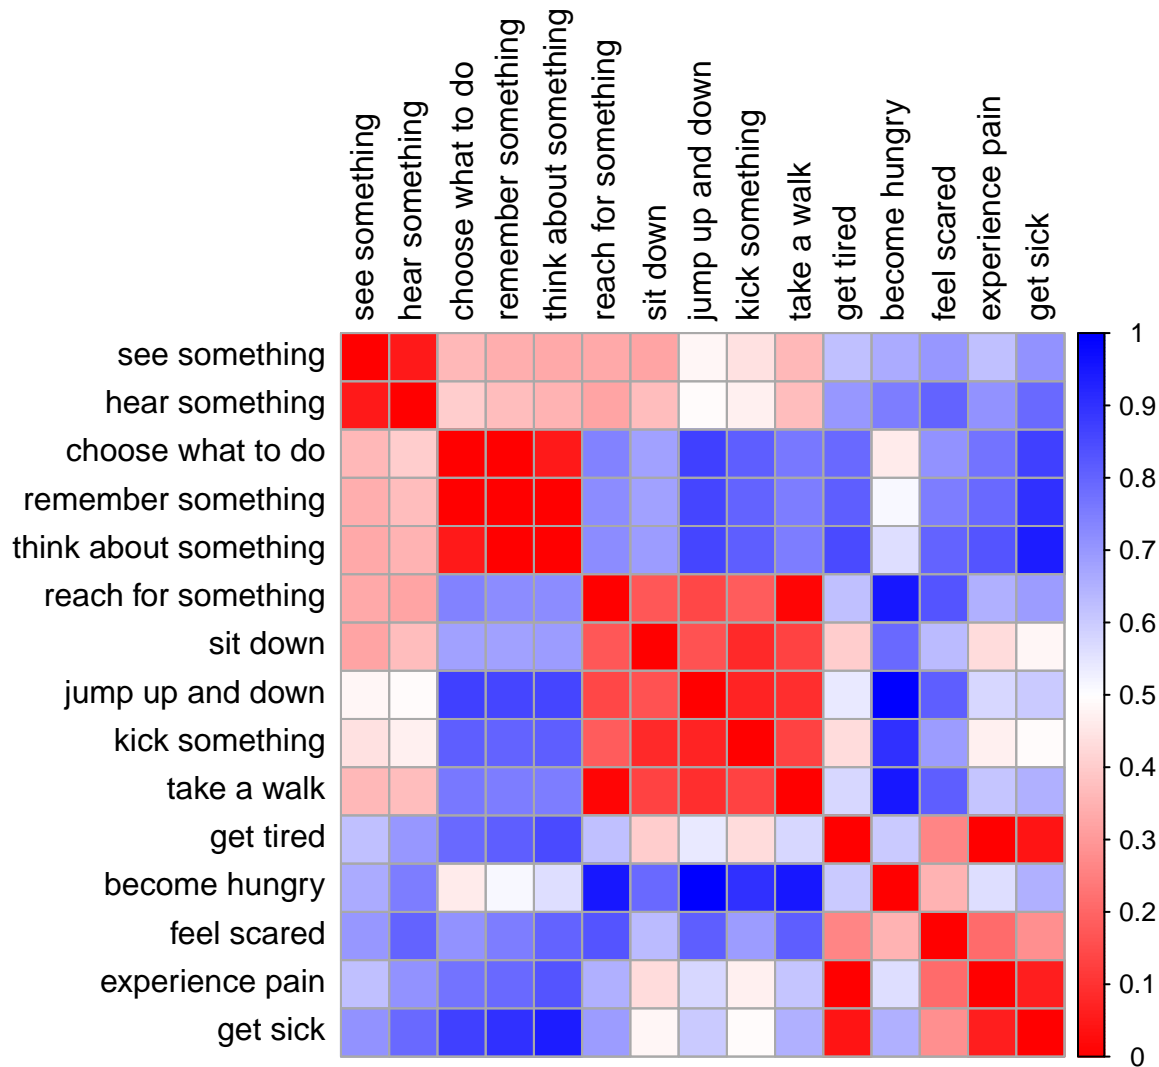 see something
hear something
choose what to do
remember something
think about something
reach for something
sit down
jump up and down
kick something
take a walk
get tired
become hungry
feel scared
experience pain
get sick
see something
hear something
choose what to do
remember something
think about something
reach for something
sit down
jump up and down
kick something
take a walk
get tired
become hungry
feel scared
experience pain
get sick
1
0.9
0.8
0.7
0.6
0.5
0.4
0.3
0.2
0.1
0